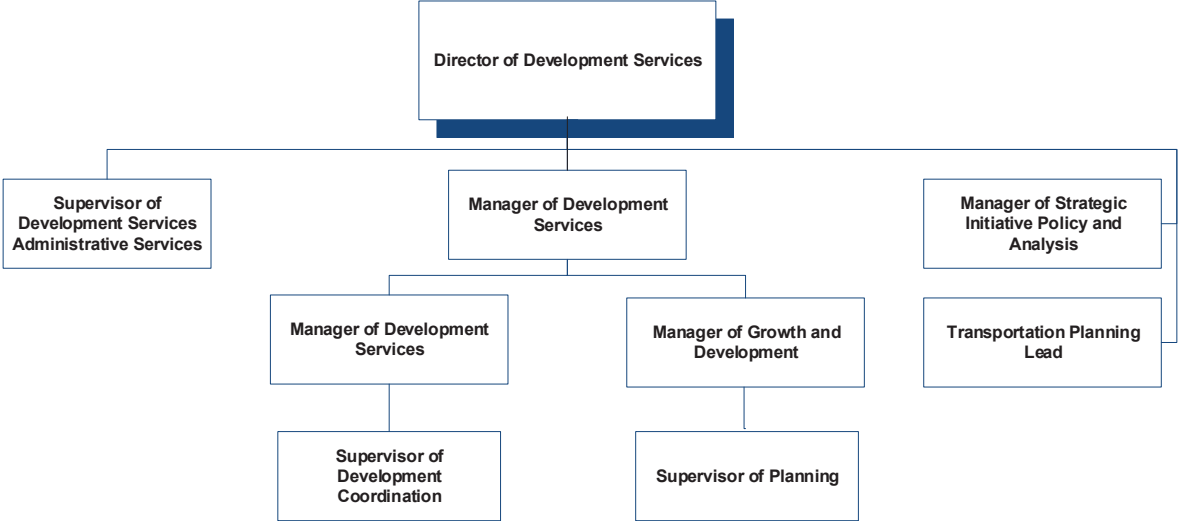 Director of Development Services
Supervisor of
Development Services
Administrative Services
Manager of Development
Services
Manager of Strategic
Initiative Policy and
Analysis
Manager of Development
Services
Manager of Growth and
Development
Transportation Planning
Lead
Supervisor of
Development
Coordination
Supervisor of Planning